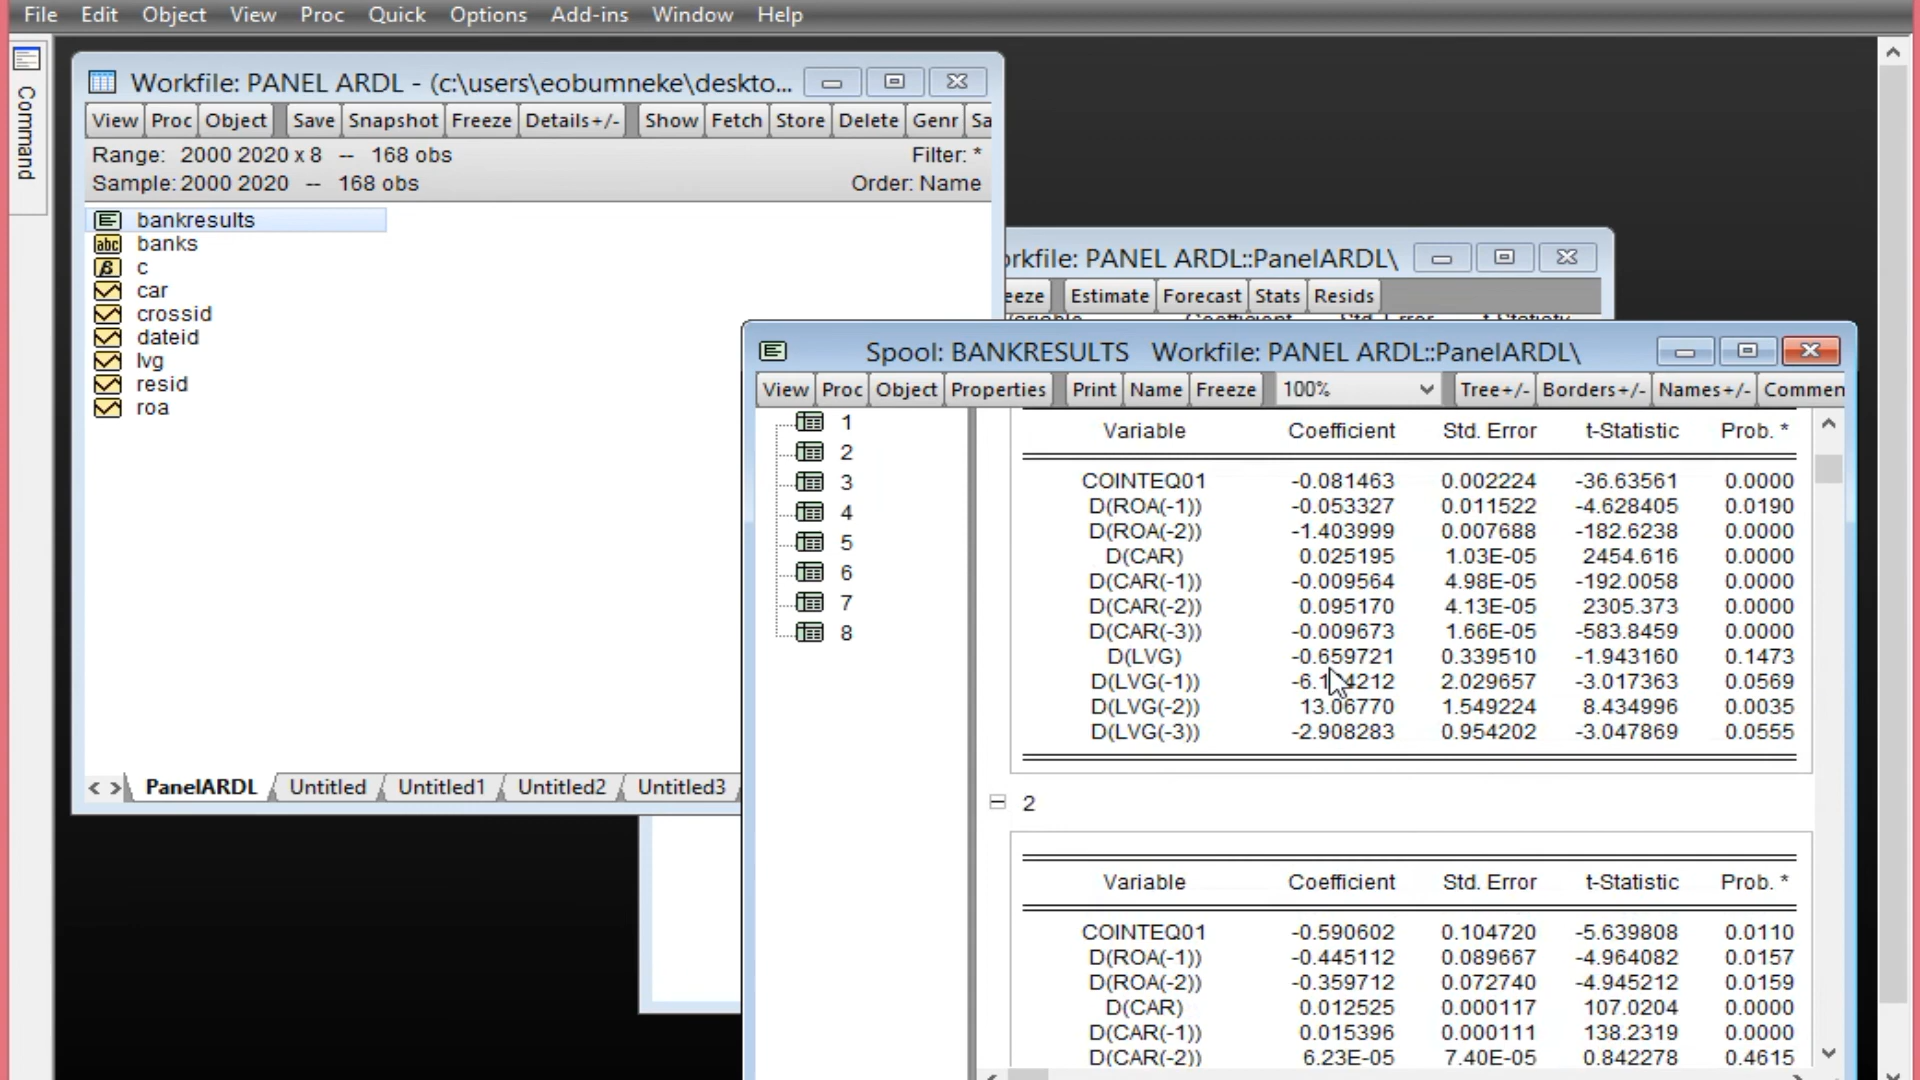 File Edit Object View Proc Quick Options Add-ins Window Help
Command
Workfile: PANEL ARDL - (c:\users\eobumneke\deskto...
View Proc Object Save Snapshot Freeze Details+/- Show Fetch Store Delete Genr Sa
Range: 2000 2020 x 8 -- 168 obs Filter: *
Sample: 2000 2020 -- 168 obs Order: Name
bankresults
abc banks
β c
car
crossid
dateid
lvg
resid
roa
< > PanelARDL Untitled Untitled1 Untitled2 Untitled3
rkfile: PANEL ARDL::PanelARDL\
eeze Estimate Forecast Stats Resids
Coefficient Std. Error t-Statistic
Spool: BANKRESULTS Workfile: PANEL ARDL::PanelARDL\
View Proc Object Properties Print Name Freeze 100% Tree+/- Borders+/- Names+/- Commen
1
2
3
4
5
6
7
8
Variable Coefficient Std. Error t-Statistic Prob. *
COINTEQ01 -0.081463 0.002224 -36.63561 0.0000
D(ROA(-1)) -0.053327 0.011522 -4.628405 0.0190
D(ROA(-2)) -1.403999 0.007688 -182.6238 0.0000
D(CAR) 0.025195 1.03E-05 2454.616 0.0000
D(CAR(-1)) -0.009564 4.98E-05 -192.0058 0.0000
D(CAR(-2)) 0.095170 4.13E-05 2305.373 0.0000
D(CAR(-3)) -0.009673 1.66E-05 -583.8459 0.0000
D(LVG) -0.659721 0.339510 -1.943160 0.1473
D(LVG(-1)) 2.029657 -3.017363 0.0569
D(LVG(-2)) 13.06770 1.549224 8.434996 0.0035
D(LVG(-3)) -2.908283 0.954202 -3.047869 0.0555
2
Variable Coefficient Std. Error t-Statistic Prob. *
COINTEQ01 -0.590602 0.104720 -5.639808 0.0110
D(ROA(-1)) -0.445112 0.089667 -4.964082 0.0157
D(ROA(-2)) -0.359712 0.072740 -4.945212 0.0159
D(CAR) 0.012525 0.000117 107.0204 0.0000
D(CAR(-1)) 0.015396 0.000111 138.2319 0.0000
D(CAR(-2)) 6.23E-05 7.40E-05 0.842278 0.4615